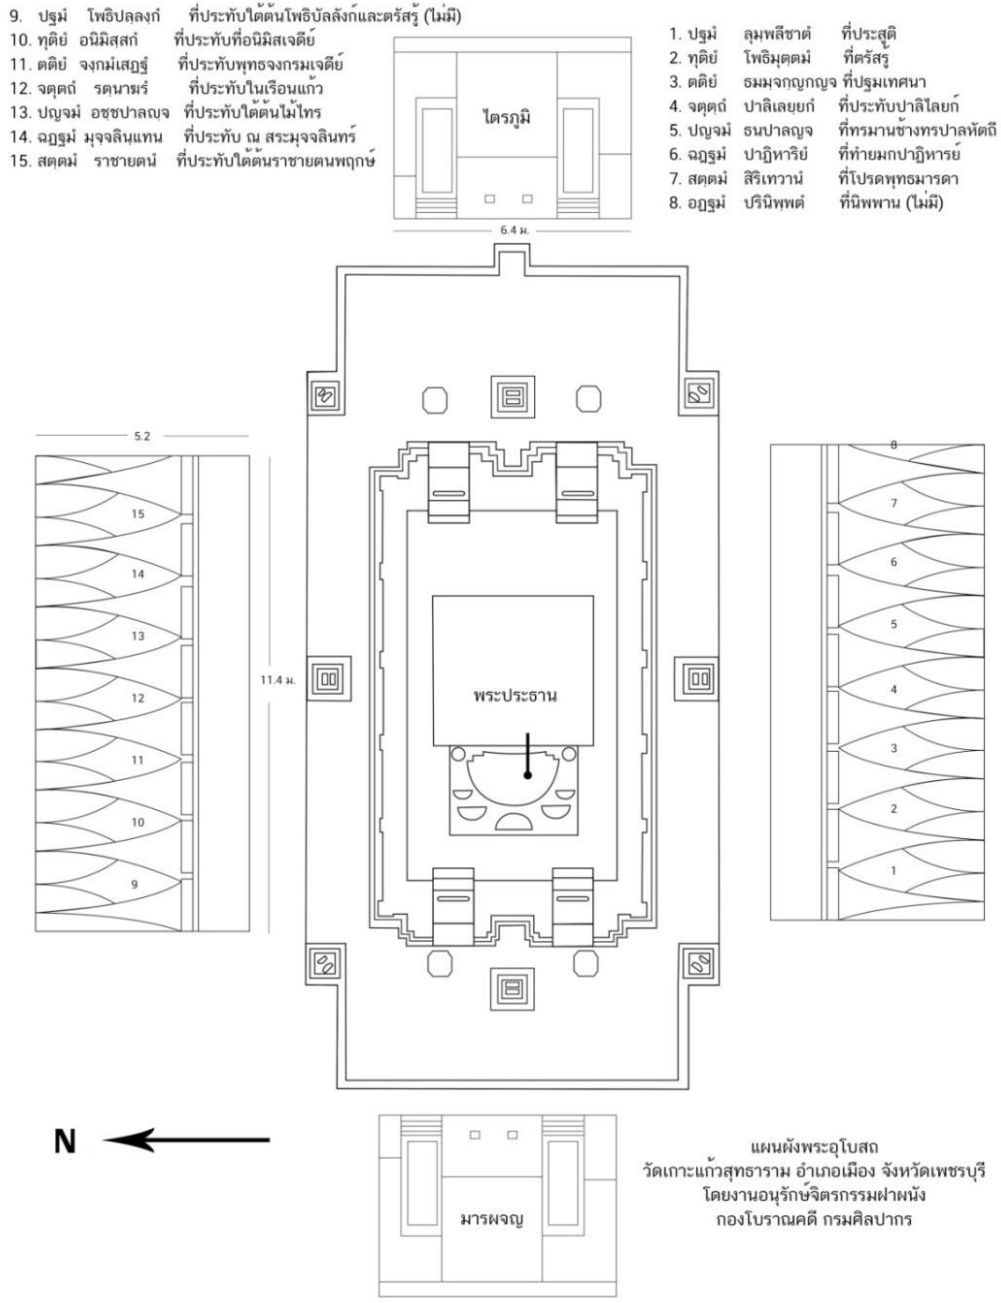 9. ปฐมํ โพธิปลฺลงฺกํ ที่ประทับใต้ต้นโพธิบัลลังก์และตรัสรู้ (ไม่มี)
10. ทุติยํ อนิมิสฺสกํ ที่ประทับที่อนิมิสเจดีย์
11. ตติยํ จงฺกมํเสฏฐํ ที่ประทับพุทธจงกรมเจดีย์
12. จตุตถํ รตฺนาฆรํ ที่ประทับในเรือนแก้ว
13. ปญฺจมํ อชฺชปาลญฺจ ที่ประทับใต้ต้นไม้ไทร
14. ฉฏฺฐมํ มุจฺจลินฺแทน ที่ประทับ ณ สระมุจจลินทร์
15. สตฺตมํ ราชายตนํ ที่ประทับใต้ต้นราชายตนพฤกษ์
1. ปฐมํ ลุมฺพลีชาตํ ที่ประสูติ
2. ทุติยํ โพธิมุตฺตมํ ที่ตรัสรู้
3. ตติยํ ธมฺมจกฺญกญฺจ ที่ปฐมเทศนา
4. จตุตฺถํ ปาลิเลยฺยกํ ที่ประทับปาลิไลยก์
5. ปญฺจมํ ธนปาลญฺจ ที่ทรมานช้างทรปาลหัตถี
6. ฉฏฺฐมํ ปาฏิหาริยํ ที่ทำยมกปาฏิหารย์
7. สตฺตมํ สิริเทวานํ ที่โปรดพุทธมารดา
8. อฏฺฐมํ ปรินิพฺพตํ ที่นิพพาน (ไม่มี)
ไตรภูมิ
6.4 ม.
5.2
11.4 ม.
15
14
13
12
11
10
9
8
7
6
5
4
3
2
1
พระประธาน
N
มารผจญ
แผนผังพระอุโบสถ
วัดเกาะแก้วสุทธาราม อำเภอเมือง จังหวัดเพชรบุรี
โดยงานอนุรักษ์จิตรกรรมฝาผนัง
กองโบราณคดี กรมศิลปากร